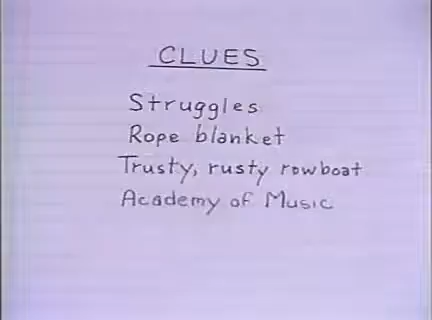 CLUES
Struggles
Rope blanket
Trusty, rusty rowboat
Academy of Music